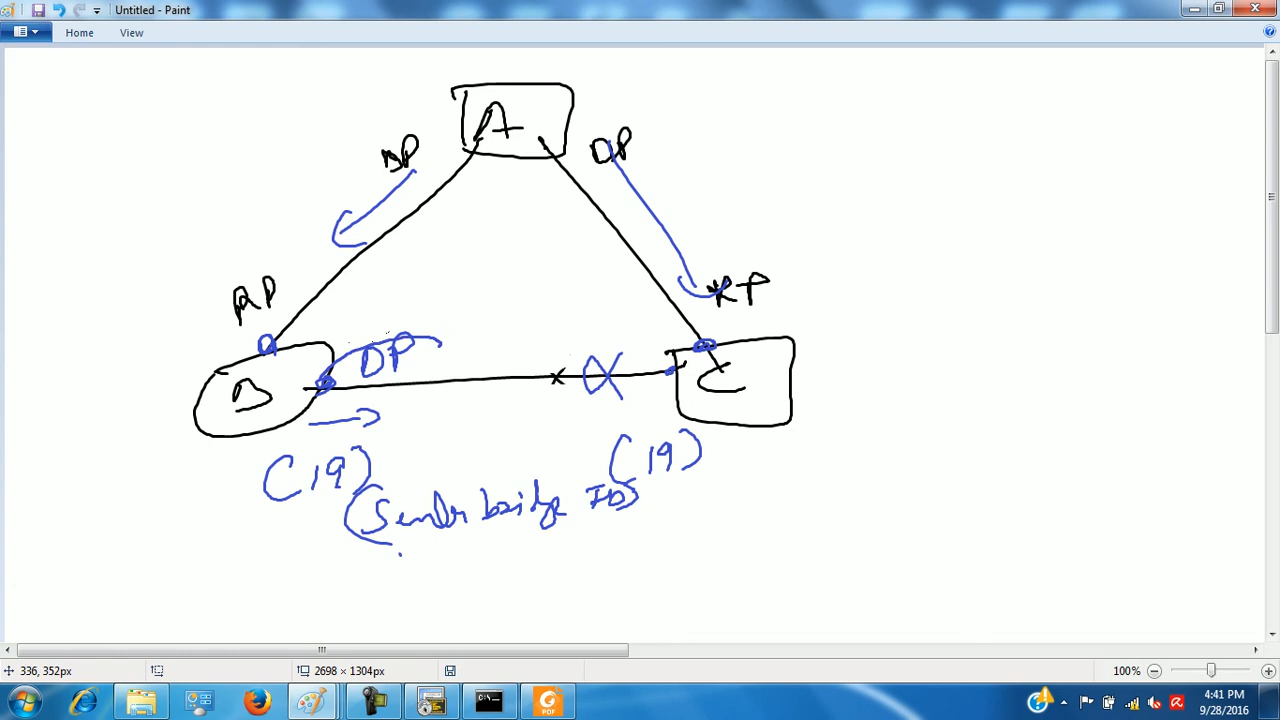 Untitled - Paint
Home View
A
DP DP
RP RP
DP
B C
(19) (19)
(Sender bridge ID)
336, 352px 2698 × 1304px 100%
PDF
4:41 PM
9/28/2016